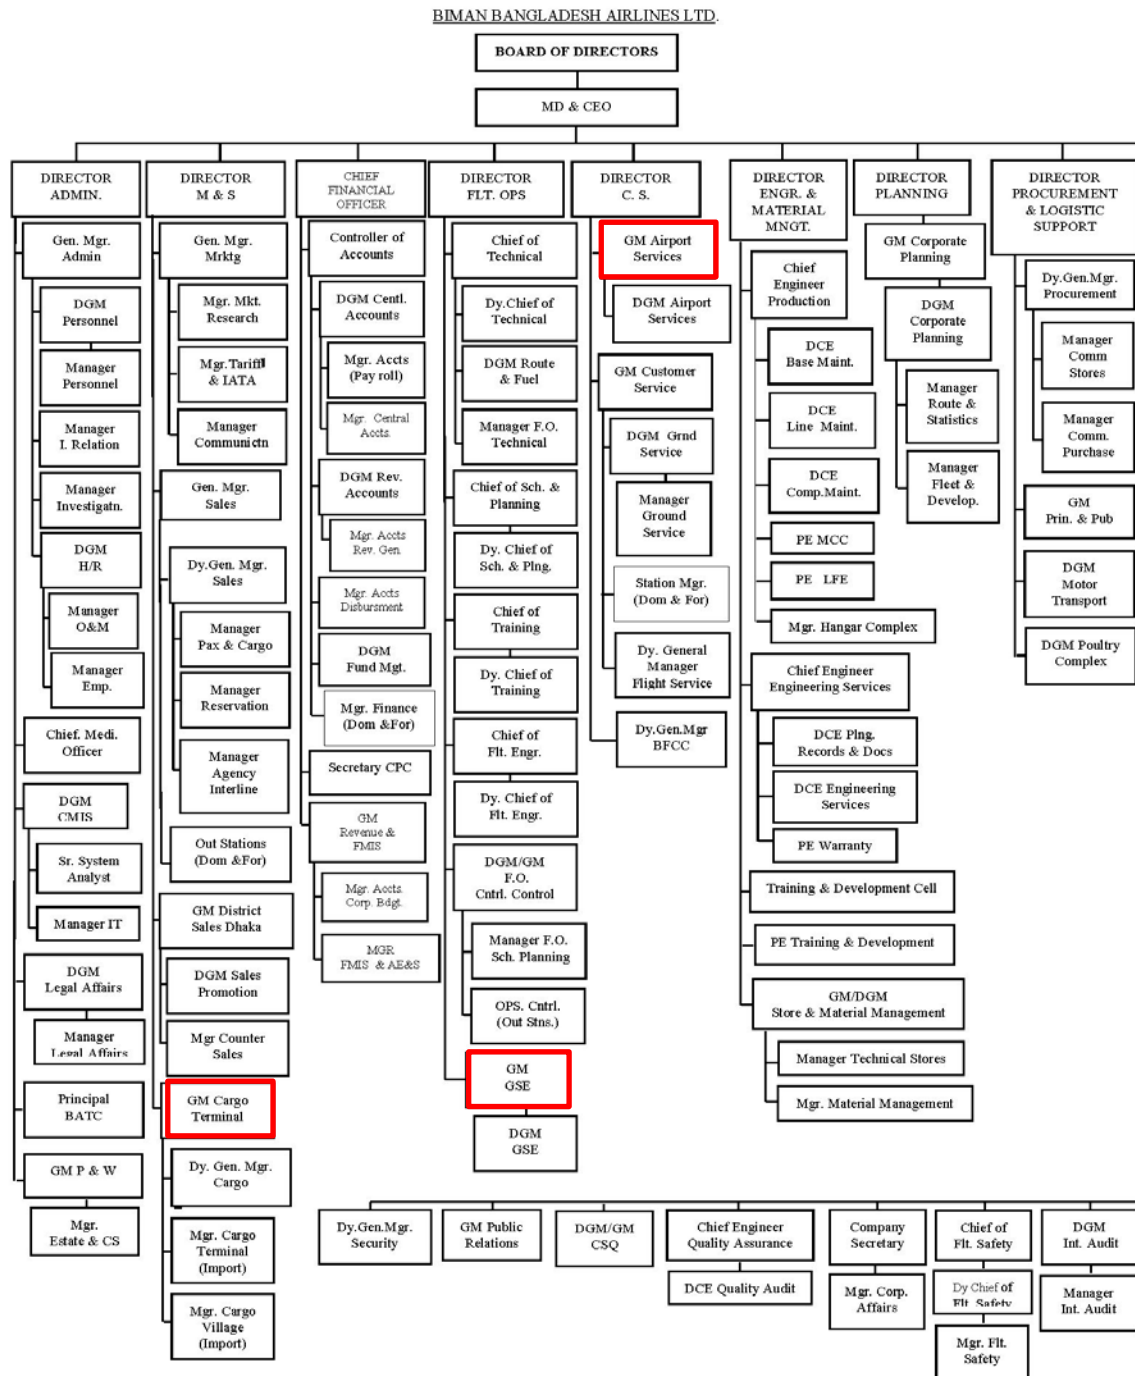 BIMAN BANGLADESH AIRLINES LTD.
BOARD OF DIRECTORS
MD & CEO
DIRECTOR
ADMIN.
Gen. Mgr.
Admin
DGM
Personnel
Manager
Personnel
Manager
I. Relation
Manager
Investigatn.
DGM
H/R
Manager
O&M
Manager
Emp.
Chief. Medi.
Officer
DGM
CMIS
Sr. System
Analyst
Manager IT
DGM
Legal Affairs
Manager
Legal Affairs
Principal
BATC
GM P & W
Mgr.
Estate & CS
DIRECTOR
M & S
Gen. Mgr.
Mrktg
Mgr. Mkt.
Research
Mgr.Tariff
& IATA
Manager
Communictn
Gen. Mgr.
Sales
Dy.Gen. Mgr.
Sales
Manager
Pax & Cargo
Manager
Reservation
Manager
Agency
Interline
Out Stations
(Dom &For)
GM District
Sales Dhaka
DGM Sales
Promotion
Mgr Counter
Sales
GM Cargo
Terminal
Dy. Gen. Mgr.
Cargo
Mgr. Cargo
Terminal
(Import)
Mgr. Cargo
Village
(Import)
CHIEF
FINANCIAL
OFFICER
Controller of
Accounts
DGM Centl.
Accounts
Mgr. Accts
(Pay roll)
Mgr. Central
Accts.
DGM Rev.
Accounts
Mgr. Accts
Rev. Gen.
Mgr. Accts
Disbursment
DGM
Fund Mgt.
Mgr. Finance
(Dom &For)
Secretary CPC
GM
Revenue &
FMIS
Mgr. Accts.
Corp. Bdgt.
MGR
FMIS & AE&S
DIRECTOR
FLT. OPS
Chief of
Technical
Dy.Chief of
Technical
DGM Route
& Fuel
Manager F.O.
Technical
Chief of Sch. &
Planning
Dy. Chief of
Sch. & Plng.
Chief of
Training
Dy. Chief of
Training
Chief of
Flt. Engr.
Dy. Chief of
Flt. Engr.
DGM/GM
F.O.
Cntrl. Control
Manager F.O.
Sch. Planning
OPS. Cntrl.
(Out Stns.)
GM
GSE
DGM
GSE
DIRECTOR
C. S.
GM Airport
Services
DGM Airport
Services
GM Customer
Service
DGM Grnd
Service
Manager
Ground
Service
Station Mgr.
(Dom & For)
Dy. General
Manager
Flight Service
Dy.Gen.Mgr
BFCC
DIRECTOR
ENGR. &
MATERIAL
MNGT.
Chief
Engineer
Production
DCE
Base Maint.
DCE
Line Maint.
DCE
Comp.Maint.
PE MCC
PE LFE
Mgr. Hangar Complex
Chief Engineer
Engineering Services
DCE Plng.
Records & Docs
DCE Engineering
Services
PE Warranty
Training & Development Cell
PE Training & Development
GM/DGM
Store & Material Management
Manager Technical Stores
Mgr. Material Management
DIRECTOR
PLANNING
GM Corporate
Planning
DGM
Corporate
Planning
Manager
Route &
Statistics
Manager
Fleet &
Develop.
DIRECTOR
PROCUREMENT
& LOGISTIC
SUPPORT
Dy.Gen.Mgr.
Procurement
Manager
Comm
Stores
Manager
Comm.
Purchase
GM
Prin. & Pub
DGM
Motor
Transport
DGM Poultry
Complex
Dy.Gen.Mgr.
Security
GM Public
Relations
DGM/GM
CSQ
Chief Engineer
Quality Assurance
DCE Quality Audit
Company
Secretary
Mgr. Corp.
Affairs
Chief of
Flt. Safety
Dy Chief of
Flt. Safety
Mgr. Flt.
Safety
DGM
Int. Audit
Manager
Int. Audit